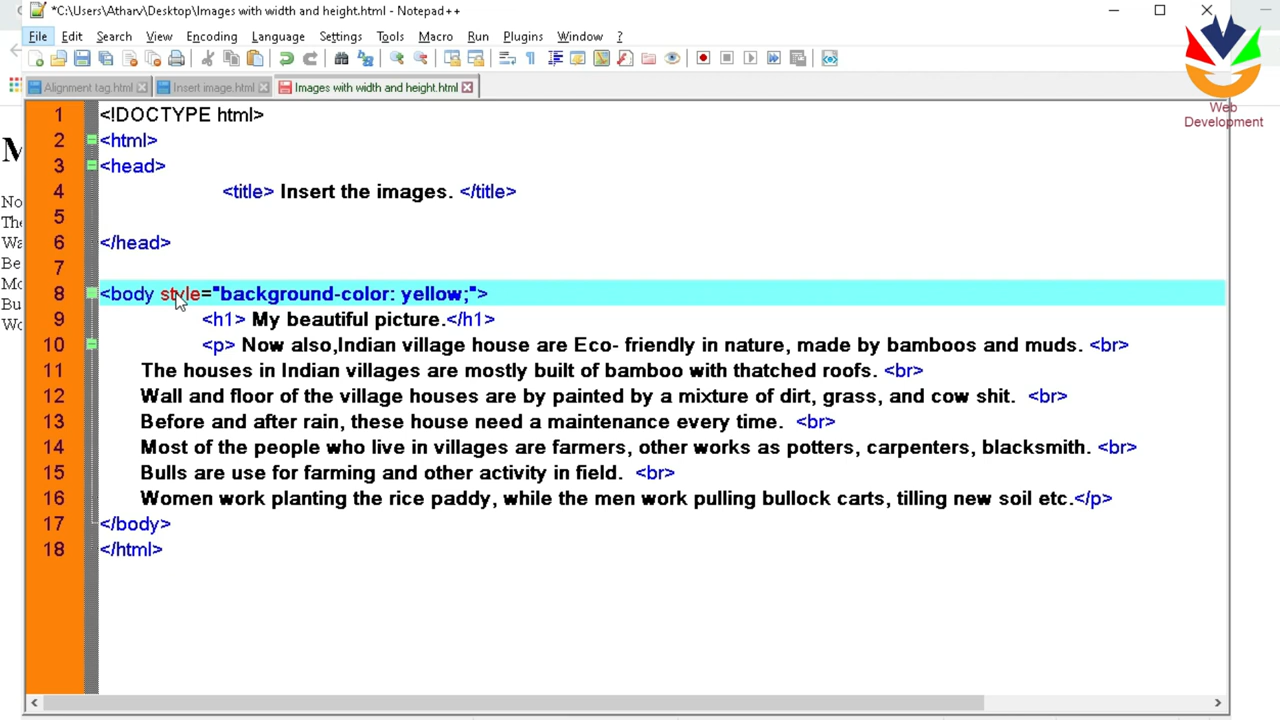 *C:\Users\Atharv\Desktop\Images with width and height.html - Notepad++
File Edit Search View Encoding Language Settings Tools Macro Run Plugins Window ?
Alignment tag.html Insert image.html Images with width and height.html
Web
Development
1 <!DOCTYPE html>
2 <html>
3 <head>
4 <title> Insert the images. </title>
5
6 </head>
7
8 <body style="background-color: yellow;">
9 <h1> My beautiful picture.</h1>
10 <p> Now also,Indian village house are Eco- friendly in nature, made by bamboos and muds. <br>
11 The houses in Indian villages are mostly built of bamboo with thatched roofs. <br>
12 Wall and floor of the village houses are by painted by a mixture of dirt, grass, and cow shit. <br>
13 Before and after rain, these house need a maintenance every time. <br>
14 Most of the people who live in villages are farmers, other works as potters, carpenters, blacksmith. <br>
15 Bulls are use for farming and other activity in field. <br>
16 Women work planting the rice paddy, while the men work pulling bullock carts, tilling new soil etc.</p>
17 </body>
18 </html>